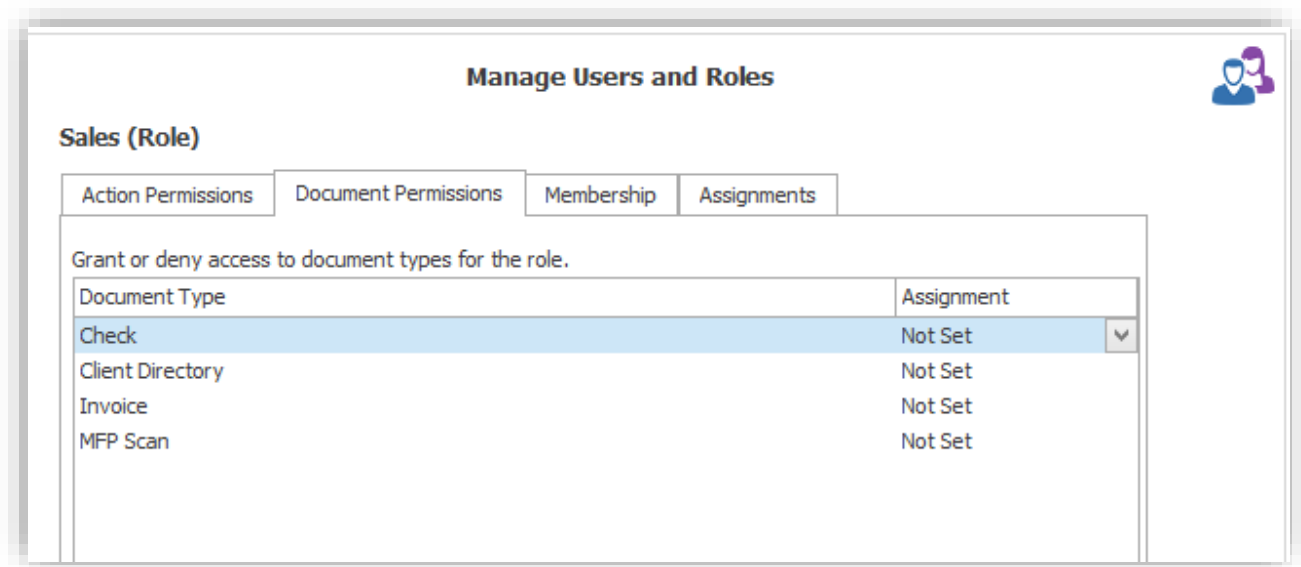 Manage Users and Roles
Sales (Role)
Action Permissions Document Permissions Membership Assignments
Grant or deny access to document types for the role.
Document Type Assignment
Check Not Set
Client Directory Not Set
Invoice Not Set
MFP Scan Not Set